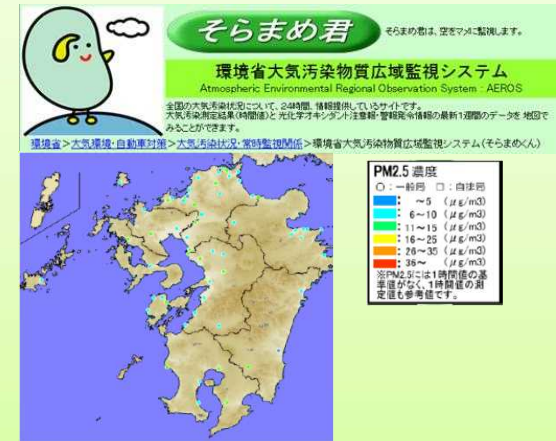 そらまめ君
そらまめ君は、空をマメに監視します。
環境省大気汚染物質広域監視システム
Atmospheric Environmental Regional Observation System : AEROS
全国の大気汚染状況について、24時間、情報提供しているサイトです。
大気汚染測定結果(時間値)と光化学オキシダント注意報・警報発令情報の最新1週間のデータを地図で
みることができます。
環境省>大気環境・自動車対策>大気汚染状況・常時監視関係>環境省大気汚染物質広域監視システム(そらまめくん)
PM2.5 濃度
○:一般局 □:自排局
: ~5 (μg/m3)
: 6~10 (μg/m3)
: 11~15 (μg/m3)
: 16~25 (μg/m3)
: 26~35 (μg/m3)
: 36~ (μg/m3)
※PM2.5には1時間値の基
準値がなく、1時間値の測
定値も参考値です。